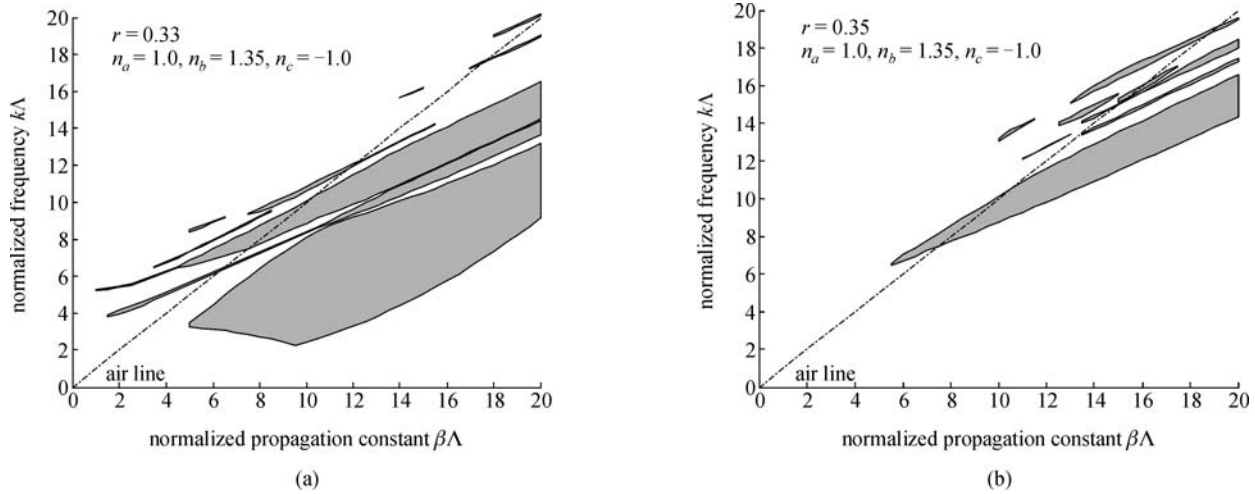 r = 0.33
n_a = 1.0, n_b = 1.35, n_c = −1.0
normalized frequency kΛ
20
18
16
14
12
10
8
6
4
2
0
air line
0 2 4 6 8 10 12 14 16 18 20
normalized propagation constant βΛ
(a)
r = 0.35
n_a = 1.0, n_b = 1.35, n_c = −1.0
normalized frequency kΛ
20
18
16
14
12
10
8
6
4
2
0
air line
0 2 4 6 8 10 12 14 16 18 20
normalized propagation constant βΛ
(b)